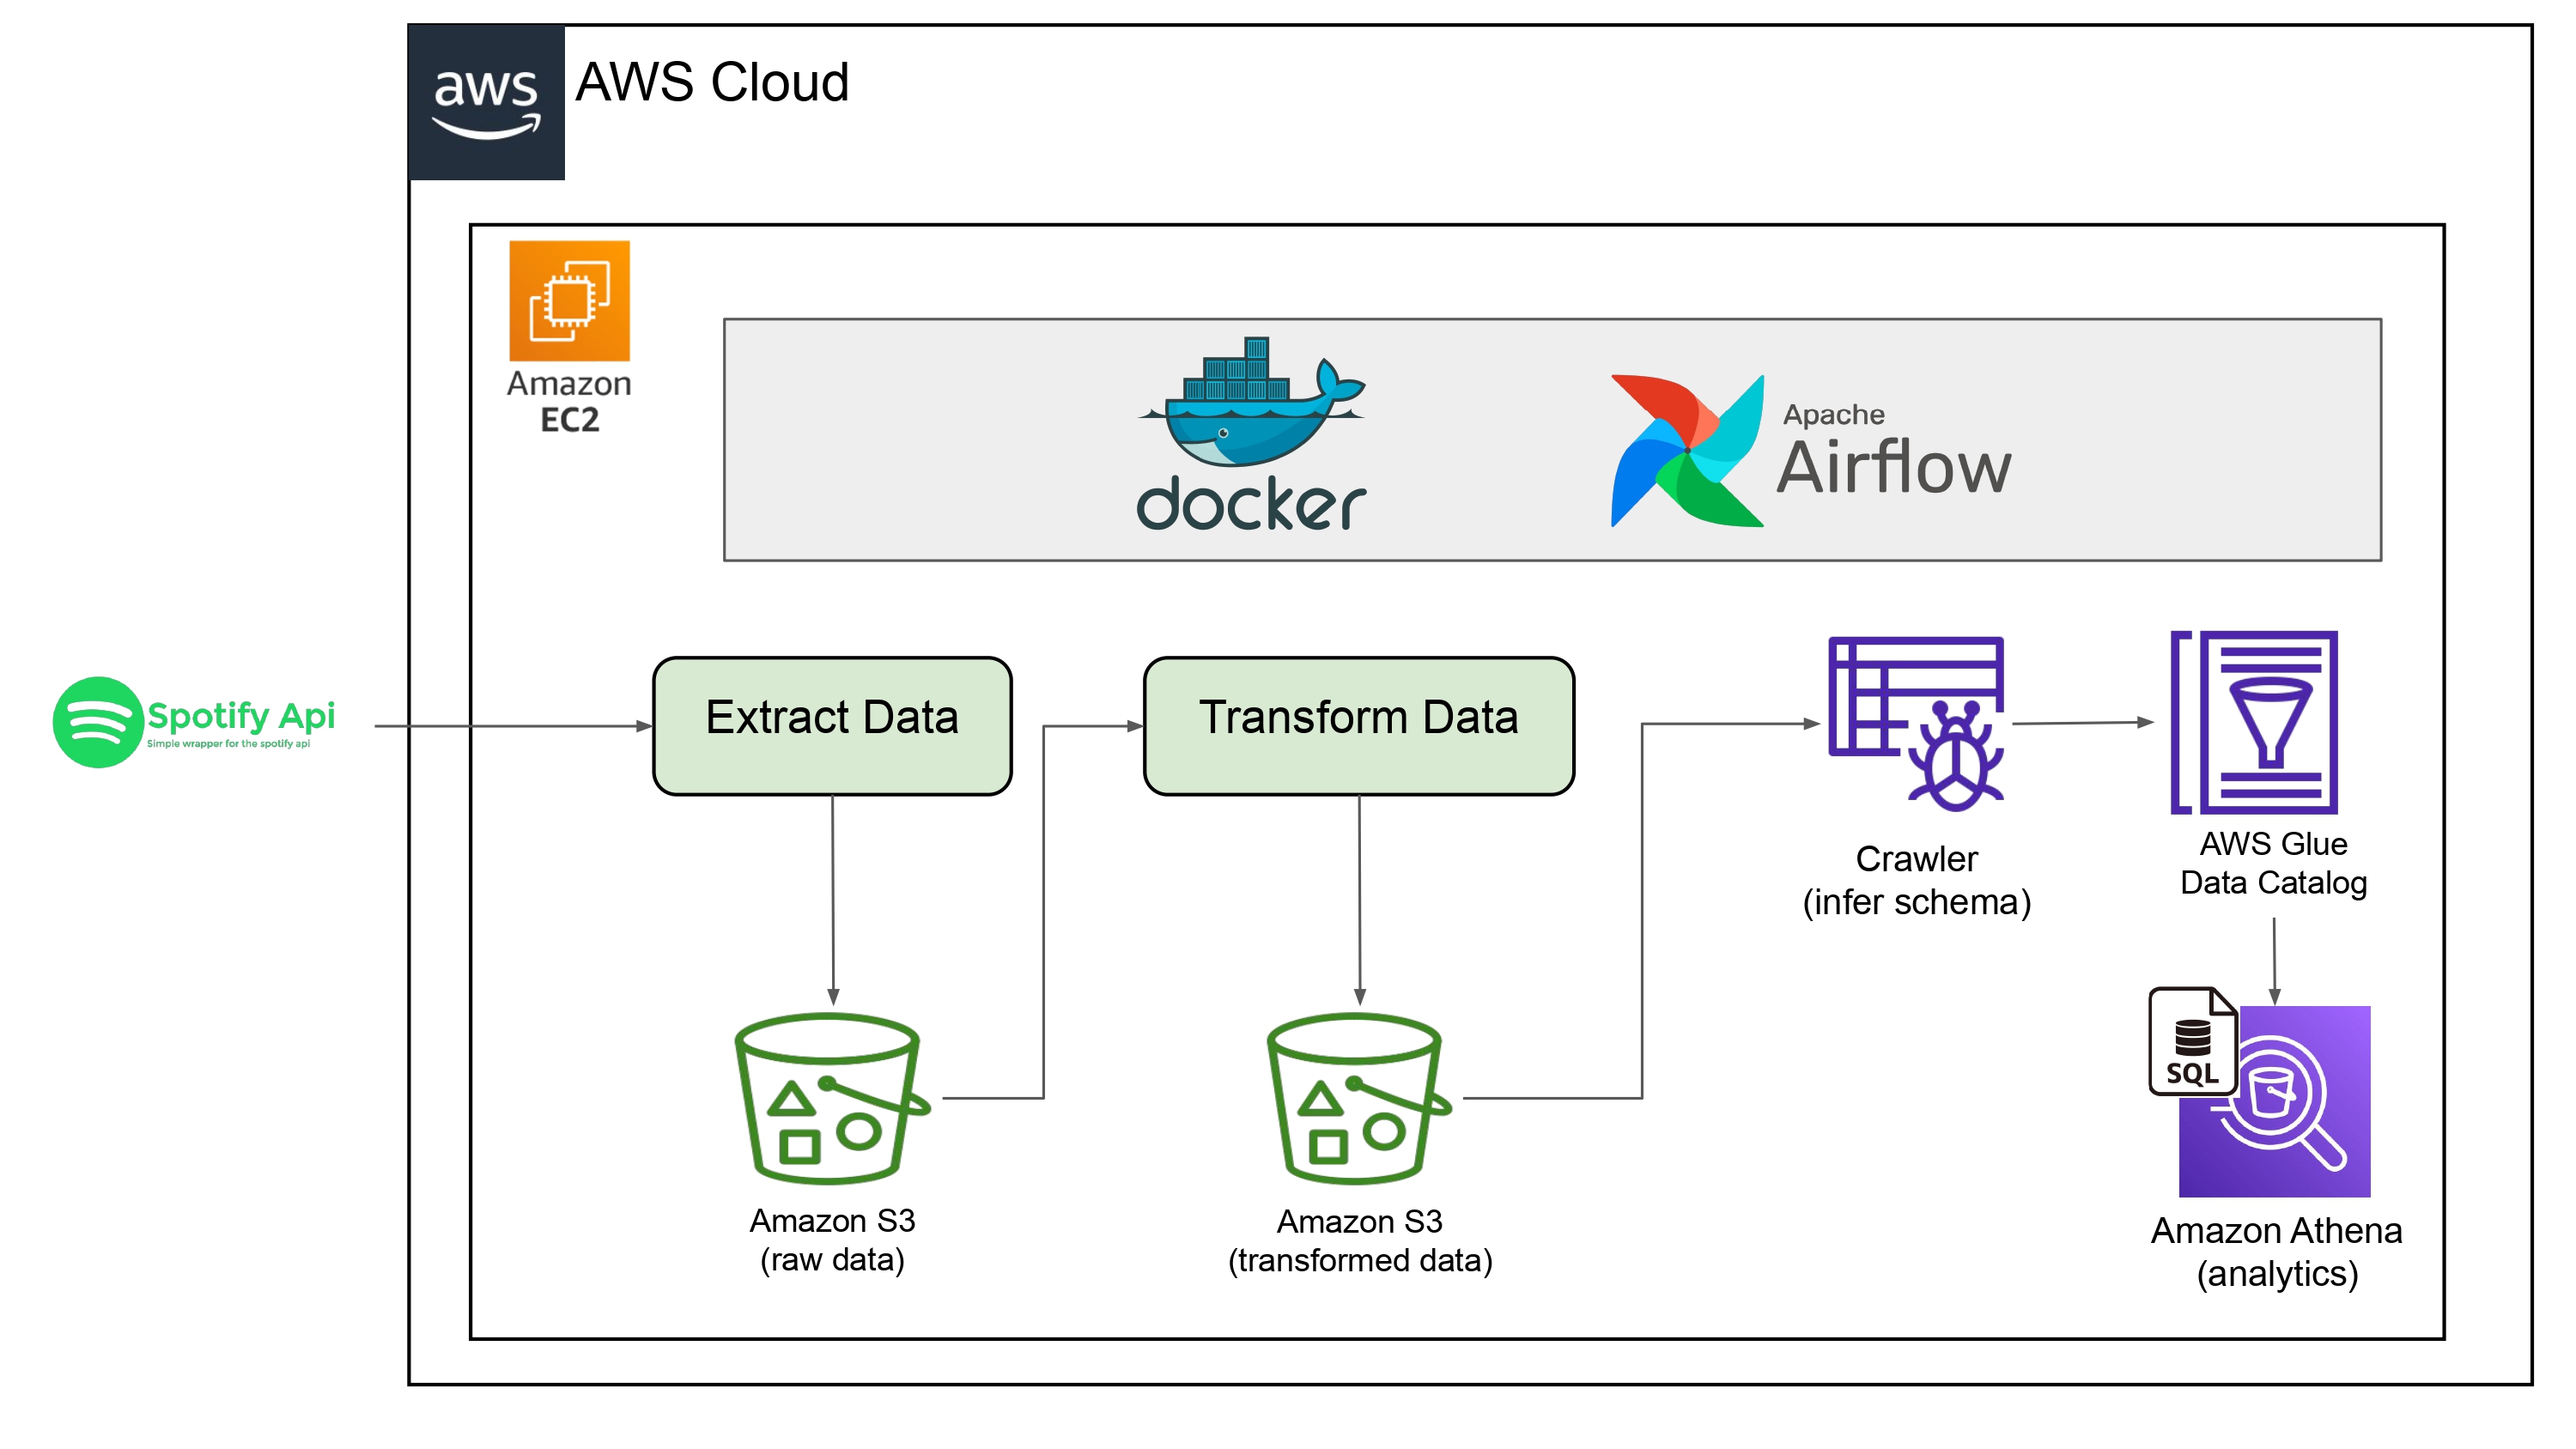 aws
AWS Cloud
Amazon
EC2
docker
Apache
Airflow
Spotify Api
Simple wrapper for the spotify api
Extract Data
Transform Data
Crawler
(infer schema)
AWS Glue
Data Catalog
SQL
Amazon S3
(raw data)
Amazon S3
(transformed data)
Amazon Athena
(analytics)